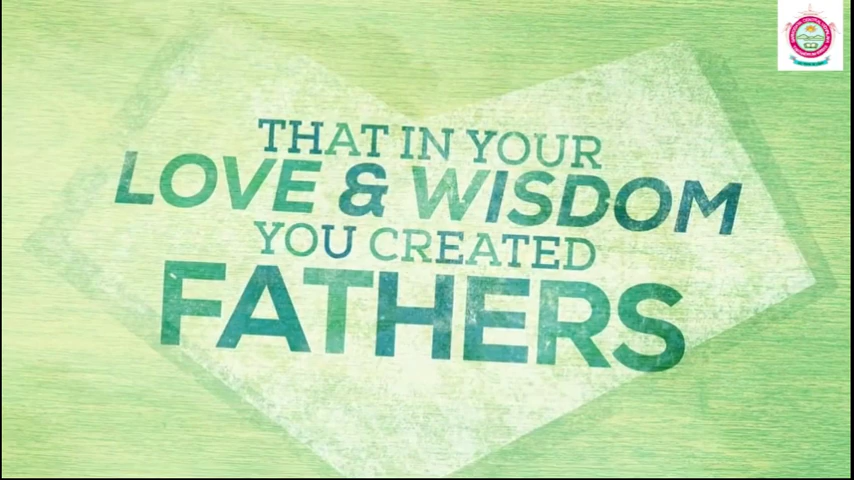 THAT IN YOUR
LOVE & WISDOM
YOU CREATED
FATHERS